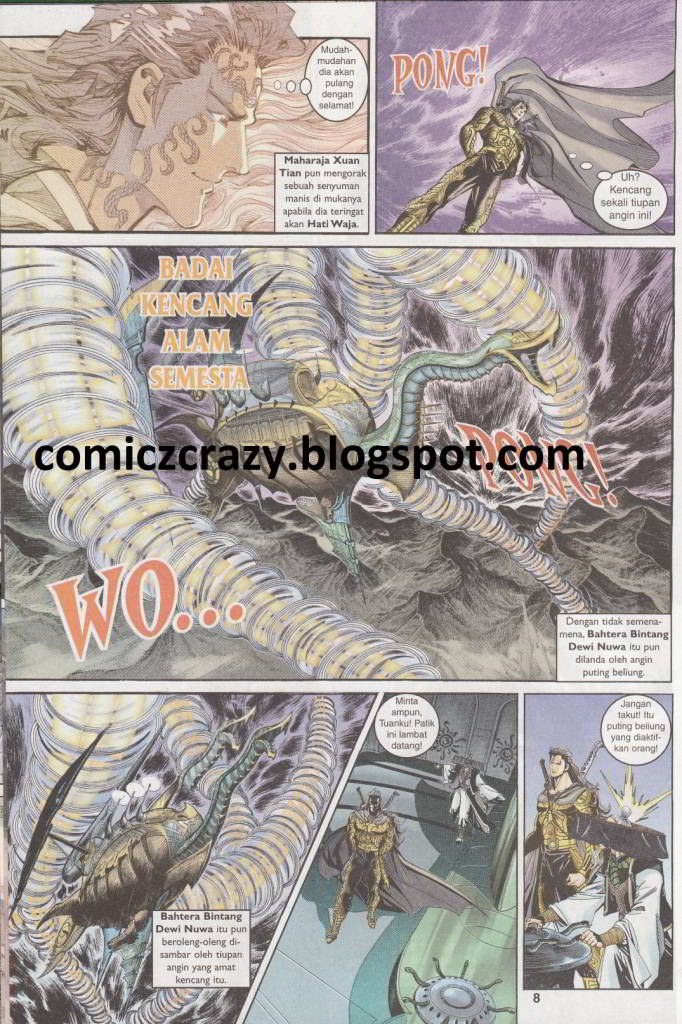 Mudah-
mudahan
dia akan
pulang
dengan
selamat!
Maharaja Xuan
Tian pun mengorak
sebuah senyuman
manis di mukanya
apabila dia teringat
akan Hati Waja.
PONG!
Uh?
Kencang
sekali tiupan
angin ini!
BADAI
KENCANG
ALAM
SEMESTA
comiczcrazy.blogspot.com
PONG!
WO...
Dengan tidak semena-
mena, Bahtera Bintang
Dewi Nuwa itu pun
dilanda oleh angin
puting beliung.
Bahtera Bintang
Dewi Nuwa itu pun
beroleng-oleng di-
sambar oleh tiupan
angin yang amat
kencang itu.
Minta
ampun,
Tuanku! Patik
ini lambat
datang!
Jangan
takut! Itu
puting beliung
yang diaktif-
kan orang!
8